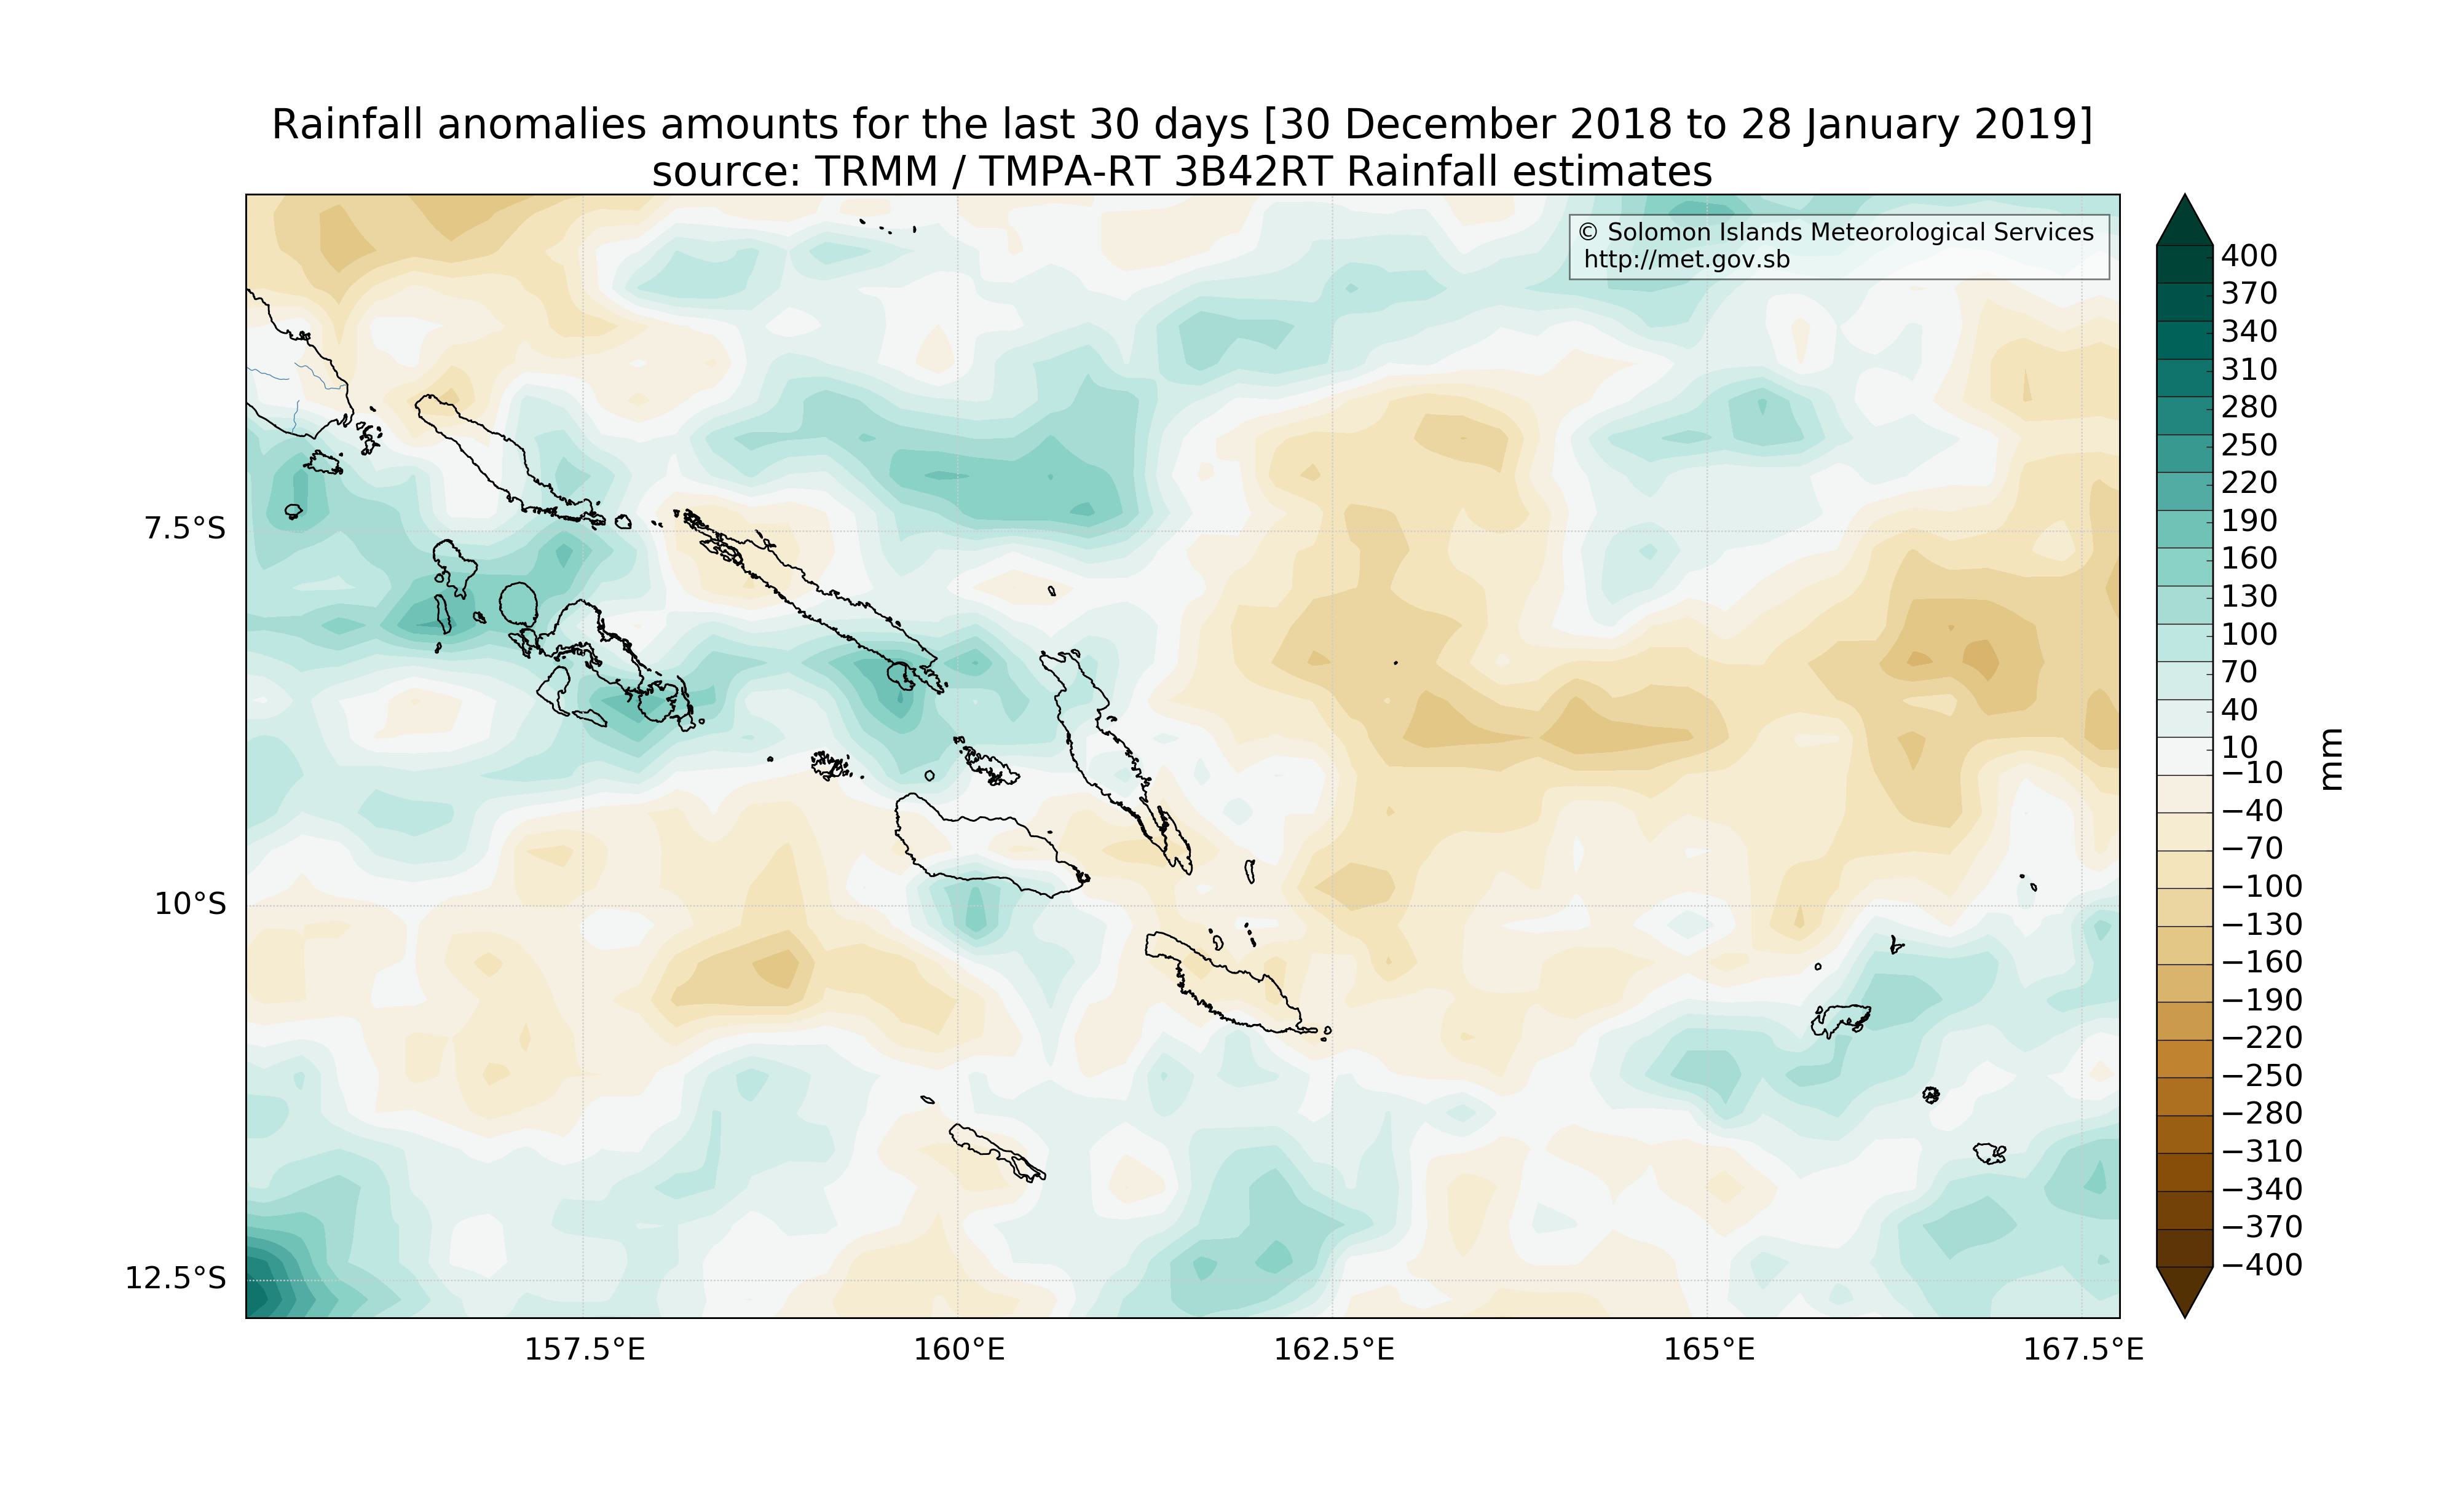 Rainfall anomalies amounts for the last 30 days [30 December 2018 to 28 January 2019]
source: TRMM / TMPA-RT 3B42RT Rainfall estimates
© Solomon Islands Meteorological Services
http://met.gov.sb
7.5°S
10°S
12.5°S
157.5°E
160°E
162.5°E
165°E
167.5°E
400
370
340
310
280
250
220
190
160
130
100
70
40
10
−10
−40
−70
−100
−130
−160
−190
−220
−250
−280
−310
−340
−370
−400
mm